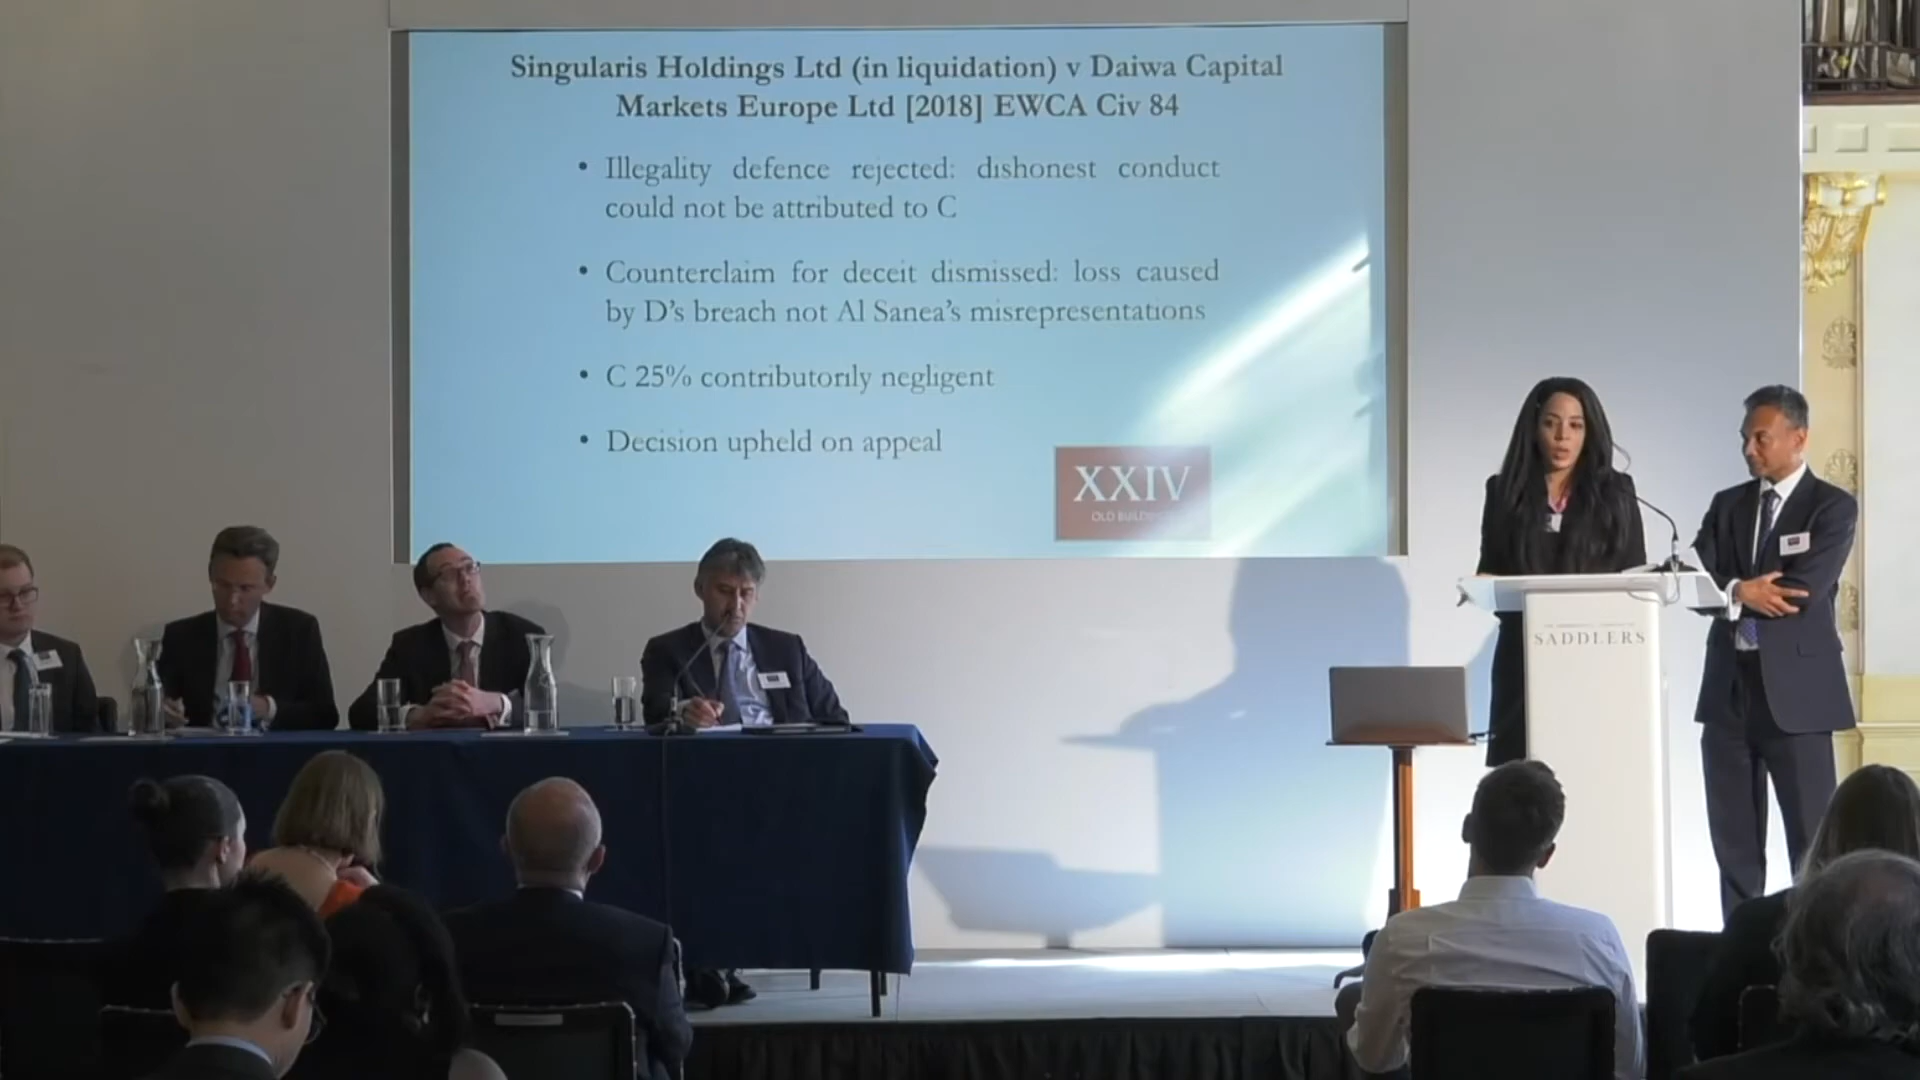 Singularis Holdings Ltd (in liquidation) v Daiwa Capital
Markets Europe Ltd [2018] EWCA Civ 84
• Illegality defence rejected: dishonest conduct
could not be attributed to C
• Counterclaim for deceit dismissed: loss caused
by D's breach not Al Sanea's misrepresentations
• C 25% contributorily negligent
• Decision upheld on appeal
XXIV
OLD BUILDINGS
SADDLERS